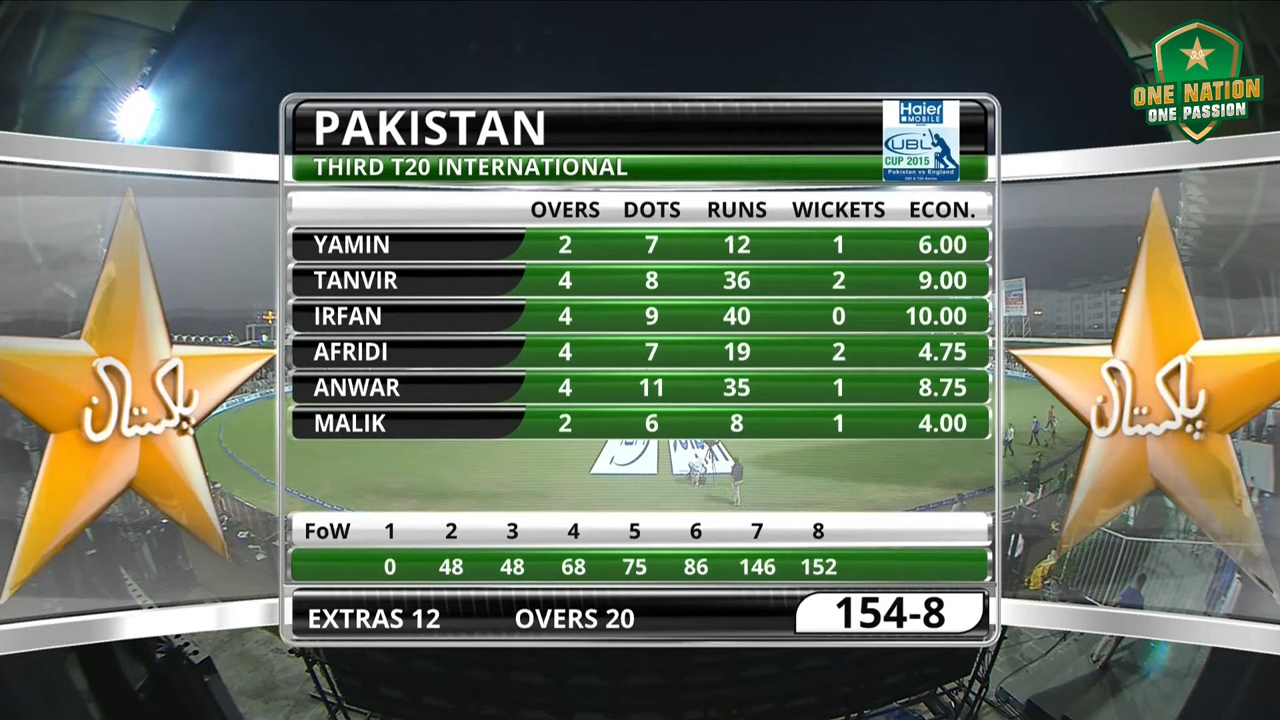 ONE NATION
ONE PASSION
PAKISTAN
Haier
MOBILE
UBL
CUP 2015
Pakistan vs England
THIRD T20 INTERNATIONAL
OVERS DOTS RUNS WICKETS ECON.
YAMIN 2 7 12 1 6.00
TANVIR 4 8 36 2 9.00
IRFAN 4 9 40 0 10.00
AFRIDI 4 7 19 2 4.75
ANWAR 4 11 35 1 8.75
MALIK 2 6 8 1 4.00
پاکستان
پاکستان
FoW 1 2 3 4 5 6 7 8
0 48 48 68 75 86 146 152
EXTRAS 12 OVERS 20 154-8